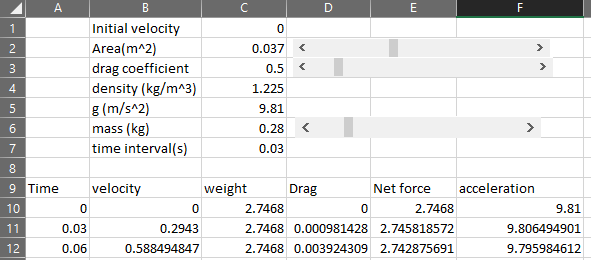 A B C D E F
1 Initial velocity 0
2 Area(m^2) 0.037
3 drag coefficient 0.5
4 density (kg/m^3) 1.225
5 g (m/s^2) 9.81
6 mass (kg) 0.28
7 time interval(s) 0.03
8
9 Time velocity weight Drag Net force acceleration
10 0 0 2.7468 0 2.7468 9.81
11 0.03 0.2943 2.7468 0.000981428 2.745818572 9.806494901
12 0.06 0.588494847 2.7468 0.003924309 2.742875691 9.795984612